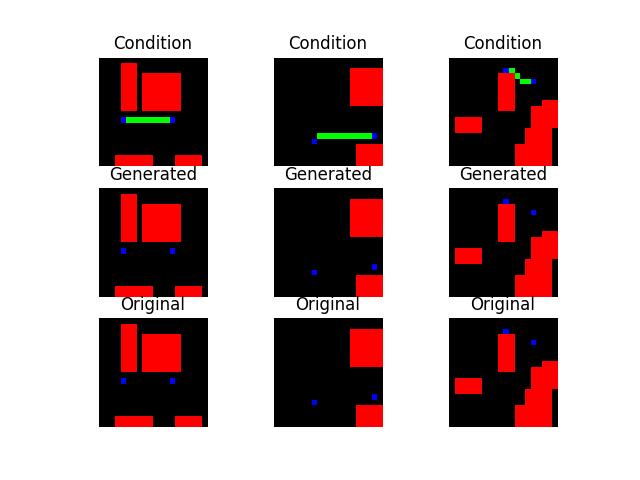 Condition Condition Condition
Generated Generated Generated
Original Original Original